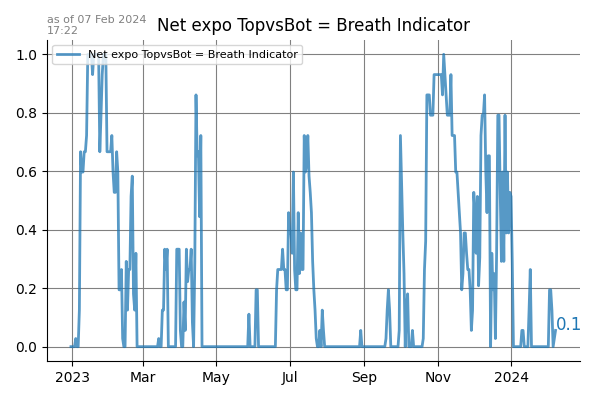 as of 07 Feb 2024
17:22
Net expo TopvsBot = Breath Indicator
Net expo TopvsBot = Breath Indicator
1.0
0.8
0.6
0.4
0.2
0.0
0.1
2023 Mar May Jul Sep Nov 2024